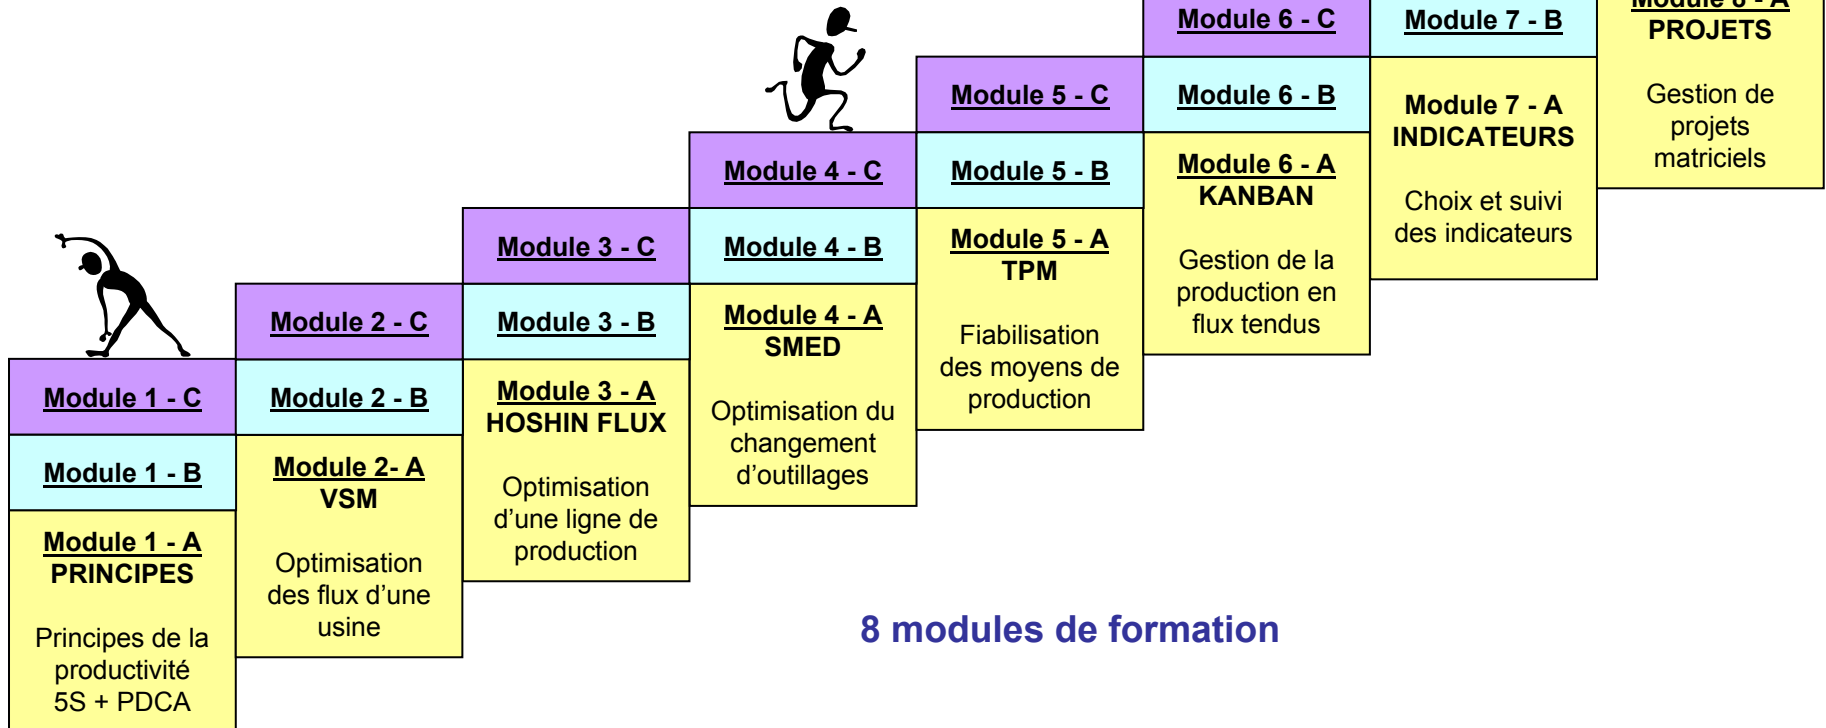 Module 1 - C
Module 1 - B
Module 1 - A
PRINCIPES
Principes de la
productivité
5S + PDCA
Module 2 - C
Module 2 - B
Module 2- A
VSM
Optimisation
des flux d’une
usine
Module 3 - C
Module 3 - B
Module 3 - A
HOSHIN FLUX
Optimisation
d’une ligne de
production
Module 4 - C
Module 4 - B
Module 4 - A
SMED
Optimisation du
changement
d’outillages
Module 5 - C
Module 5 - B
Module 5 - A
TPM
Fiabilisation
des moyens de
production
Module 6 - C
Module 6 - B
Module 6 - A
KANBAN
Gestion de la
production en
flux tendus
Module 7 - B
Module 7 - A
INDICATEURS
Choix et suivi
des indicateurs
Module 8 - A
PROJETS
Gestion de
projets
matriciels
8 modules de formation